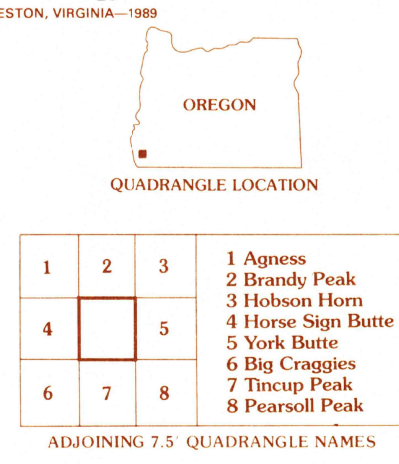 ESTON, VIRGINIA—1989
OREGON
QUADRANGLE LOCATION
1 2 3
4 5
6 7 8
1 Agness
2 Brandy Peak
3 Hobson Horn
4 Horse Sign Butte
5 York Butte
6 Big Craggies
7 Tincup Peak
8 Pearsoll Peak
ADJOINING 7.5′ QUADRANGLE NAMES